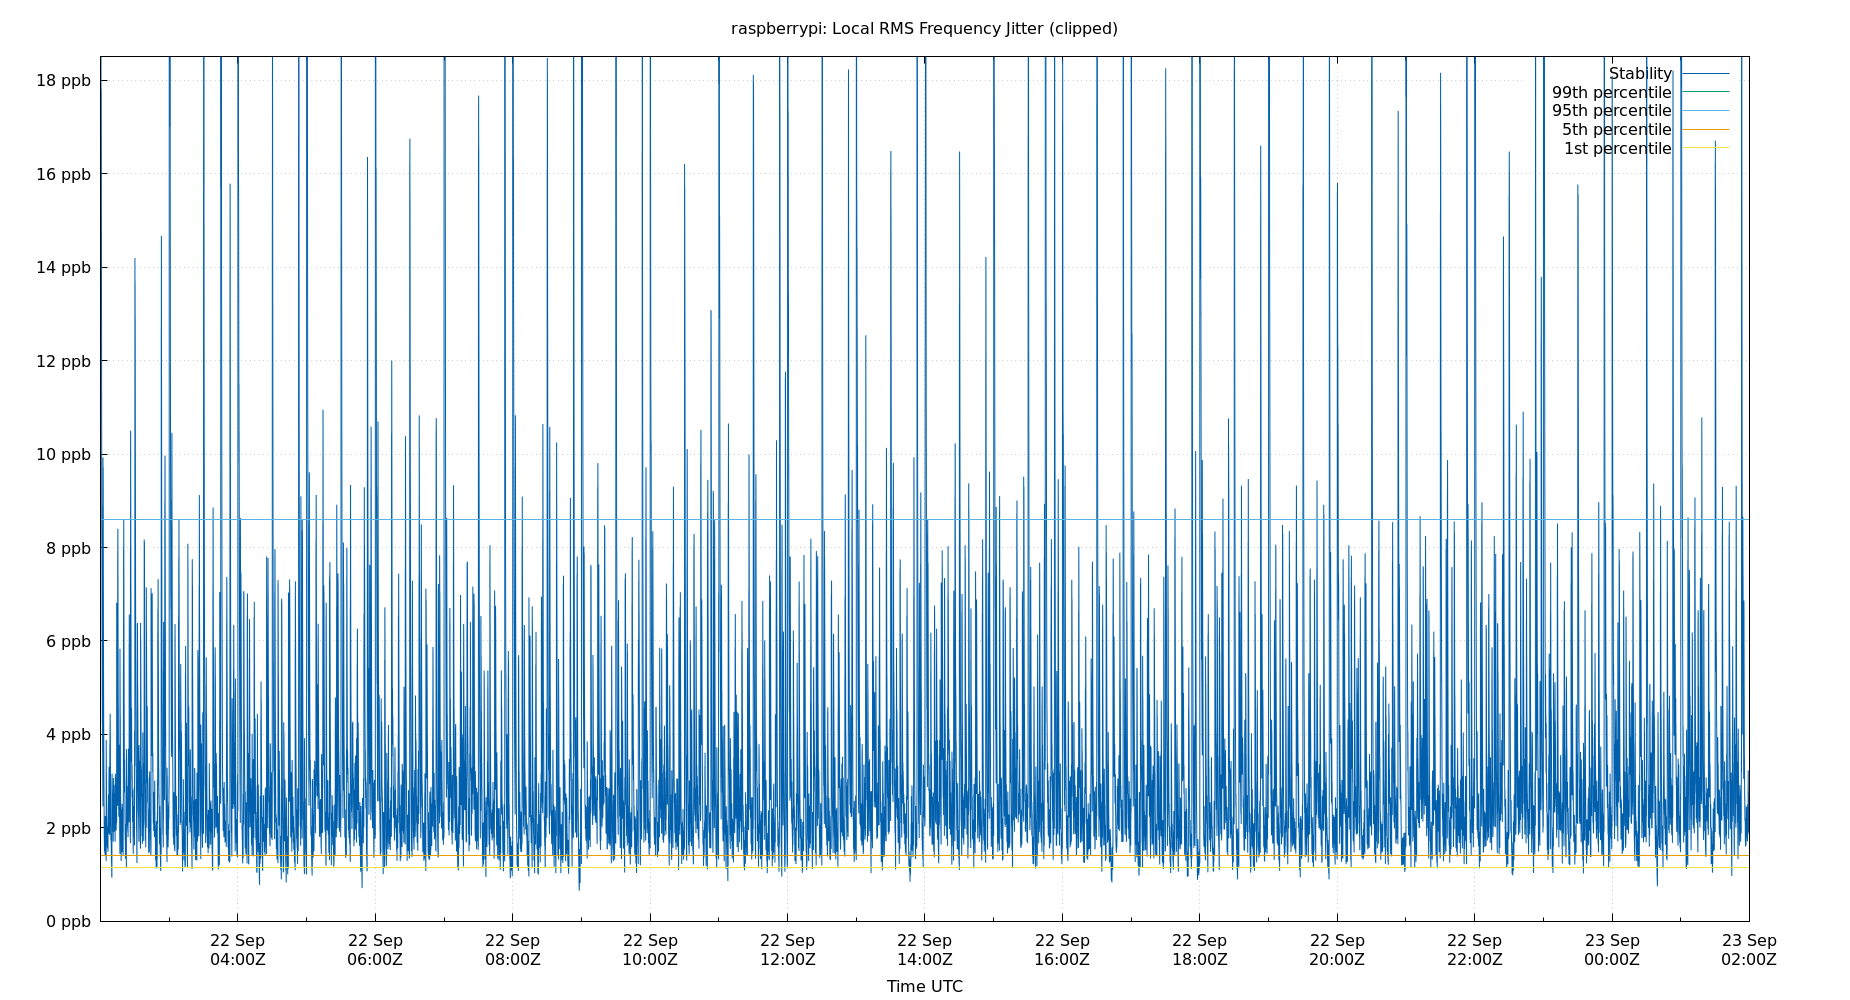 raspberrypi: Local RMS Frequency Jitter (clipped)
18 ppb
16 ppb
14 ppb
12 ppb
10 ppb
8 ppb
6 ppb
4 ppb
2 ppb
0 ppb
Stability
99th percentile
95th percentile
5th percentile
1st percentile
22 Sep 22 Sep 22 Sep 22 Sep 22 Sep 22 Sep 22 Sep 22 Sep 22 Sep 22 Sep 23 Sep 23 Sep
04:00Z 06:00Z 08:00Z 10:00Z 12:00Z 14:00Z 16:00Z 18:00Z 20:00Z 22:00Z 00:00Z 02:00Z
Time UTC